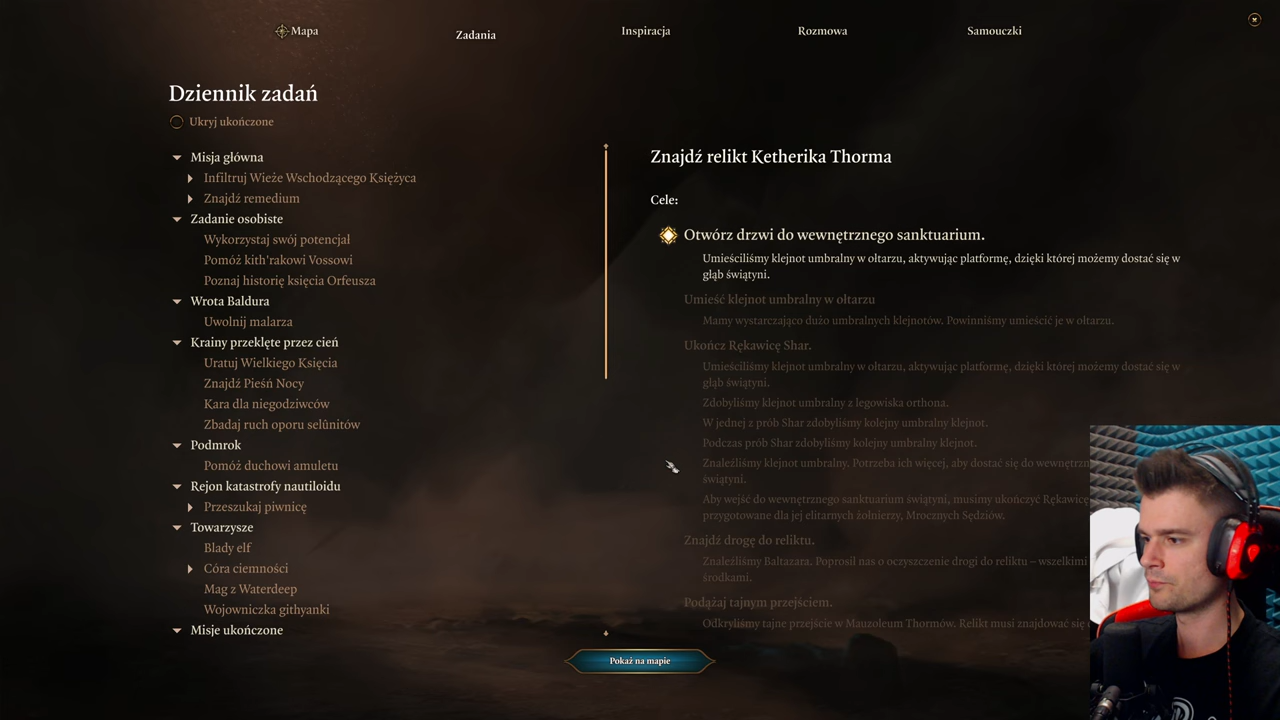 Mapa
Zadania
Inspiracja
Rozmowa
Samouczki
Dziennik zadań
Ukryj ukończone
Misja główna
Infiltruj Wieże Wschodzącego Księżyca
Znajdź remedium
Zadanie osobiste
Wykorzystaj swój potencjał
Pomóż kith'rakowi Vossowi
Poznaj historię księcia Orfeusza
Wrota Baldura
Uwolnij malarza
Krainy przeklęte przez cień
Uratuj Wielkiego Księcia
Znajdź Pieśń Nocy
Kara dla niegodziwców
Zbadaj ruch oporu selûnitów
Podmrok
Pomóż duchowi amuletu
Rejon katastrofy nautiloidu
Przeszukaj piwnicę
Towarzysze
Blady elf
Córa ciemności
Mag z Waterdeep
Wojowniczka githyanki
Misje ukończone
Znajdź relikt Ketherika Thorma
Cele:
Otwórz drzwi do wewnętrznego sanktuarium.
Umieściliśmy klejnot umbralny w ołtarzu, aktywując platformę, dzięki której możemy dostać się w
głąb świątyni.
Umieść klejnot umbralny w ołtarzu
Mamy wystarczająco dużo umbralnych klejnotów. Powinniśmy umieścić je w ołtarzu.
Ukończ Rękawicę Shar.
Umieściliśmy klejnot umbralny w ołtarzu, aktywując platformę, dzięki której możemy dostać się w
głąb świątyni.
Zdobyliśmy klejnot umbralny z legowiska orthona.
W jednej z prób Shar zdobyliśmy kolejny umbralny klejnot.
Podczas prób Shar zdobyliśmy kolejny umbralny klejnot.
Znaleźliśmy klejnot umbralny. Potrzeba ich więcej, aby dostać się do wewnętrzn
świątyni.
Aby wejść do wewnętrznego sanktuarium świątyni, musimy ukończyć Rękawicę
przygotowane dla jej elitarnych żołnierzy, Mrocznych Sędziów.
Znajdź drogę do reliktu.
Znaleźliśmy Baltazara. Poprosił nas o oczyszczenie drogi do reliktu – wszelkimi
środkami.
Podążaj tajnym przejściem.
Odkryliśmy tajne przejście w Mauzoleum Thormów. Relikt musi znajdować się
Pokaż na mapie